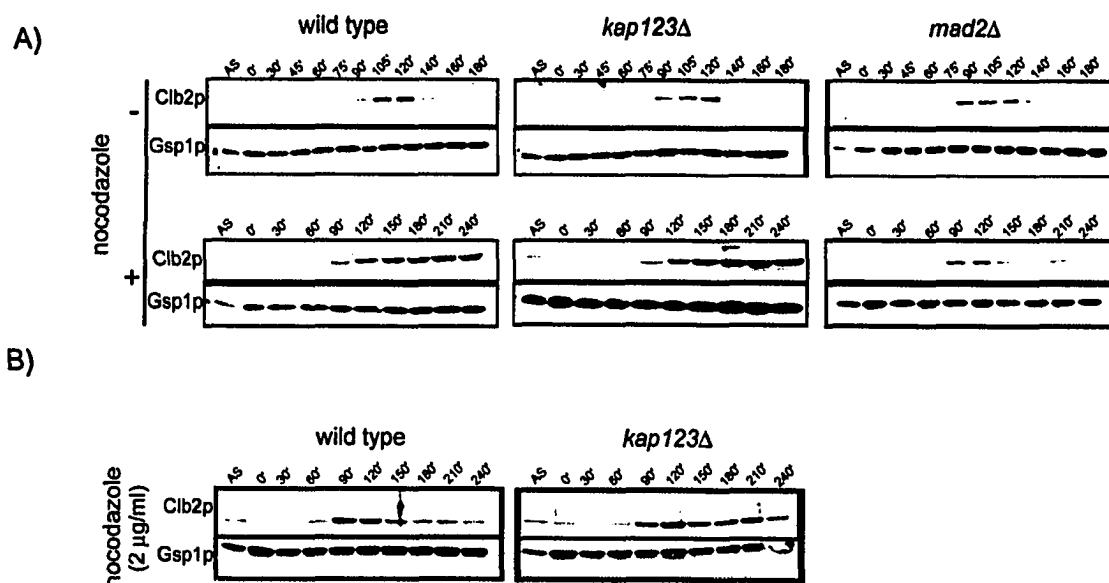 A)
wild type
kap123Δ
mad2Δ
AS 0' 30' 45' 60' 75' 90' 105' 120' 140' 160' 180'
AS 0' 30' 45' 60' 75' 90' 105' 120' 140' 160' 180'
AS 0' 30' 45' 60' 75' 90' 105' 120' 140' 160' 180'
-
Clb2p
Gsp1p
nocodazole
AS 0' 30' 60' 90' 120' 150' 180' 210' 240'
AS 0' 30' 60' 90' 120' 150' 180' 210' 240'
AS 0' 30' 60' 90' 120' 150' 180' 210' 240'
+
Clb2p
Gsp1p
B)
wild type
kap123Δ
AS 0' 30' 60' 90' 120' 150' 180' 210' 240'
AS 0' 30' 60' 90' 120' 150' 180' 210' 240'
nocodazole
(2 µg/ml)
Clb2p
Gsp1p